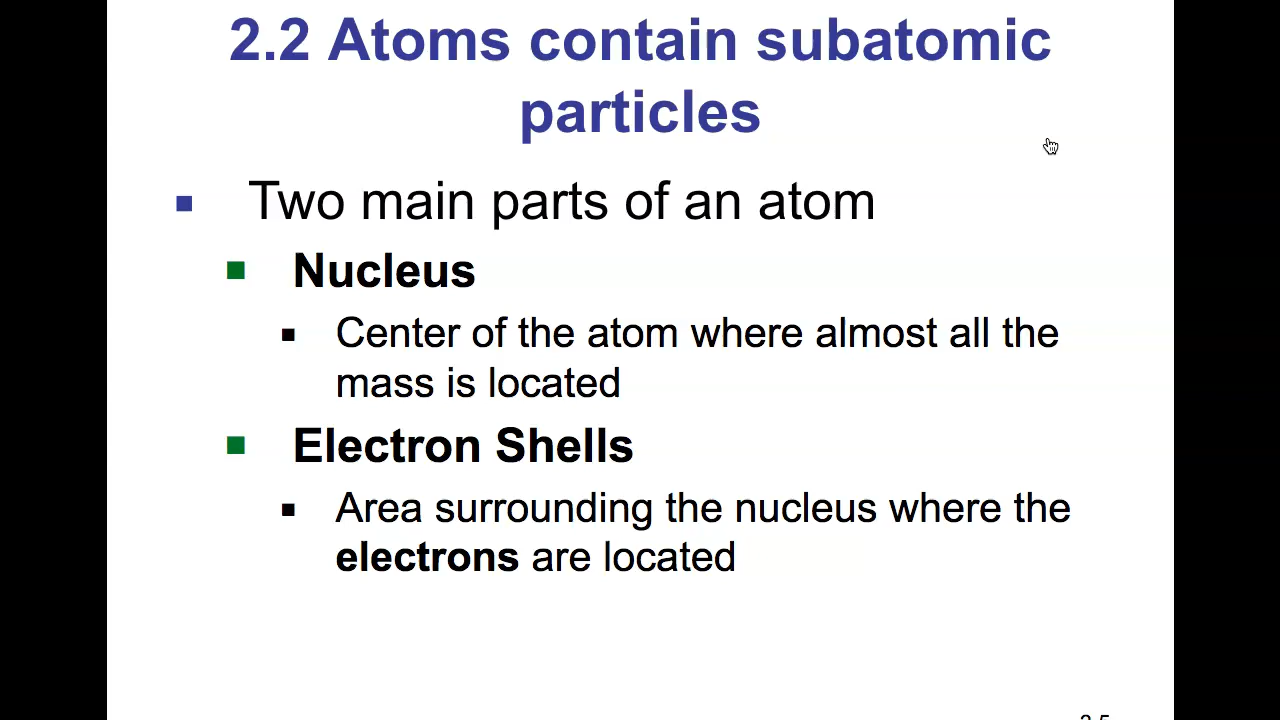 2.2 Atoms contain subatomic
particles
Two main parts of an atom
Nucleus
Center of the atom where almost all the
mass is located
Electron Shells
Area surrounding the nucleus where the
electrons are located